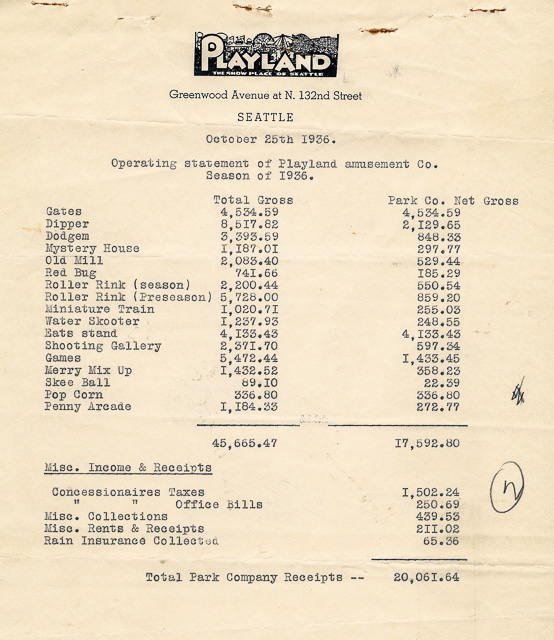 PLAYLAND
THE SHOW PLACE OF SEATTLE
Greenwood Avenue at N. 132nd Street
SEATTLE
October 25th 1936.
Operating statement of Playland amusement Co.
Season of 1936.
Total Gross Park Co. Net Gross
Gates 4,534.59 4,534.59
Dipper 8,517.82 2,129.65
Dodgem 3,393.59 848.33
Mystery House 1,187.01 297.77
Old Mill 2,083.40 529.44
Red Bug 741.66 185.29
Roller Rink (season) 2,200.44 550.54
Roller Rink (Preseason) 5,728.00 859.20
Miniature Train 1,020.71 255.03
Water Skooter 1,237.93 248.55
Eats stand 4,133.43 4,133.43
Shooting Gallery 2,371.70 597.34
Games 5,472.44 1,433.45
Merry Mix Up 1,432.52 358.23
Skee Ball 89.10 22.39
Pop Corn 336.80 336.80
Penny Arcade 1,184.33 272.77
45,665.47 17,592.80
Misc. Income & Receipts
Concessionaires Taxes 1,502.24
" " Office Bills 250.69
Misc. Collections 439.53
Misc. Rents & Receipts 211.02
Rain Insurance Collected 65.36
Total Park Company Receipts -- 20,061.64